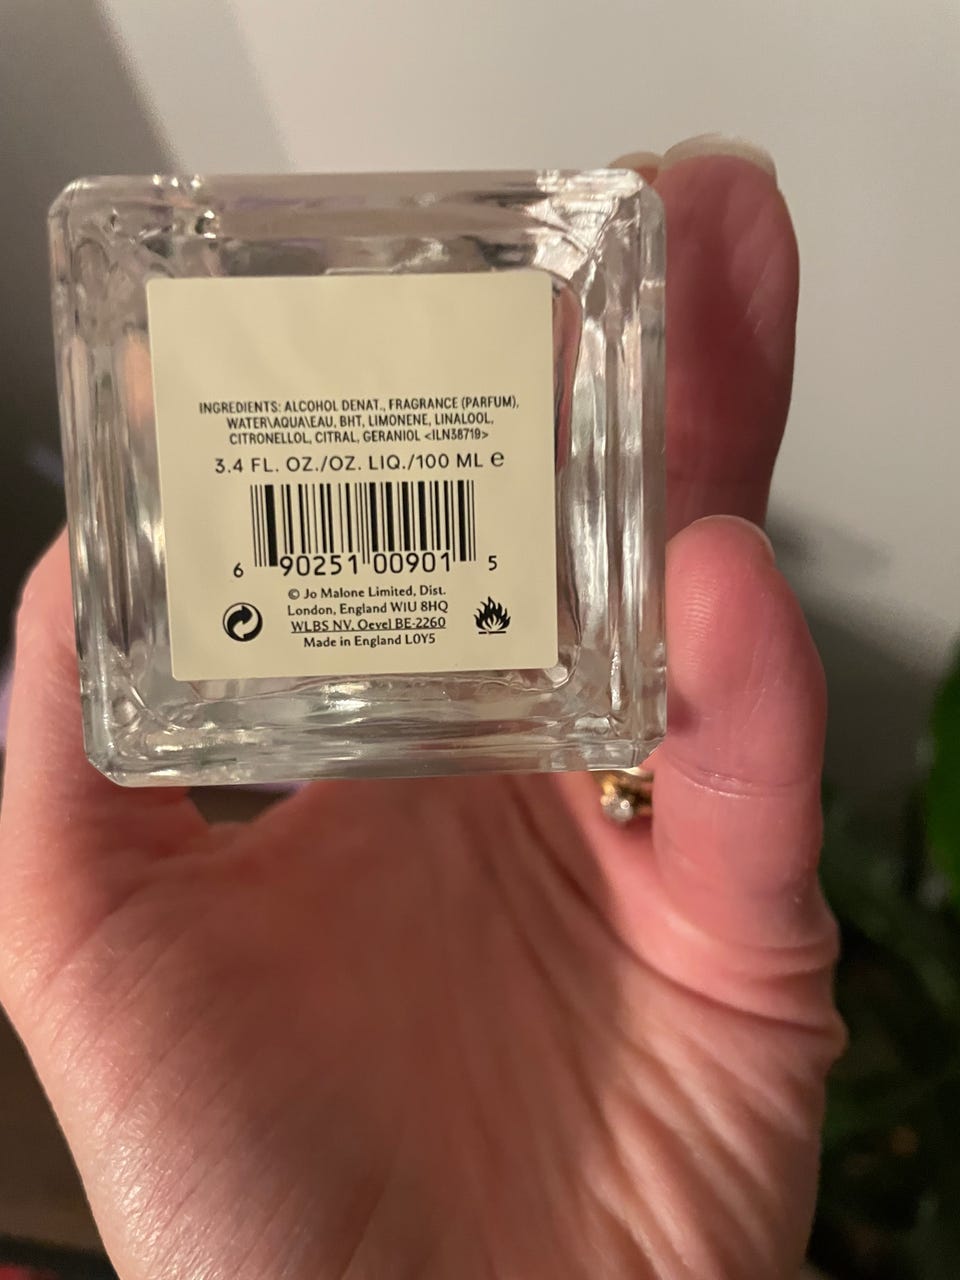 INGREDIENTS: ALCOHOL DENAT., FRAGRANCE (PARFUM),
WATER\AQUA\EAU, BHT, LIMONENE, LINALOOL,
CITRONELLOL, CITRAL, GERANIOL <ILN38719>
3.4 FL. OZ./OZ. LIQ./100 ML ℮
6 90251 00901 5
© Jo Malone Limited, Dist.
London, England W1U 8HQ
WLBS NV, Oevel BE-2260
Made in England L0Y5